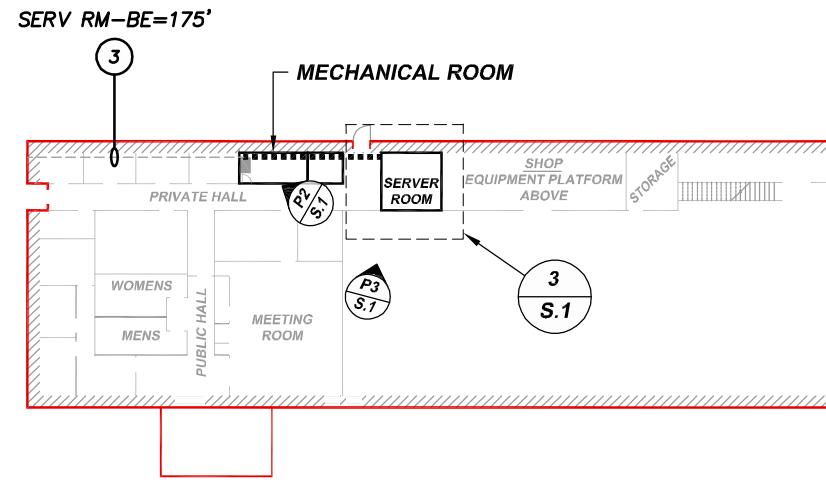 SERV RM-BE=175'
3
MECHANICAL ROOM
SHOP
EQUIPMENT PLATFORM
ABOVE
STORAGE
SERVER
ROOM
PRIVATE HALL
P2
S.1
P3
S.1
3
S.1
WOMENS
MENS
PUBLIC HALL
MEETING
ROOM